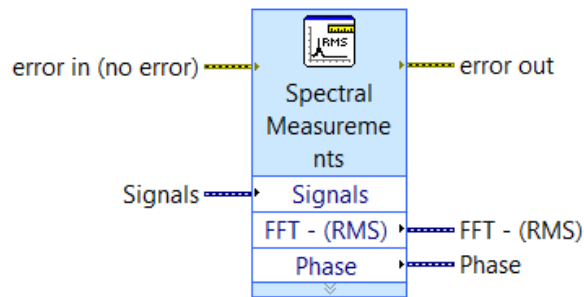 RMS
error in (no error)
error out
Spectral
Measureme
nts
Signals
Signals
FFT - (RMS)
FFT - (RMS)
Phase
Phase